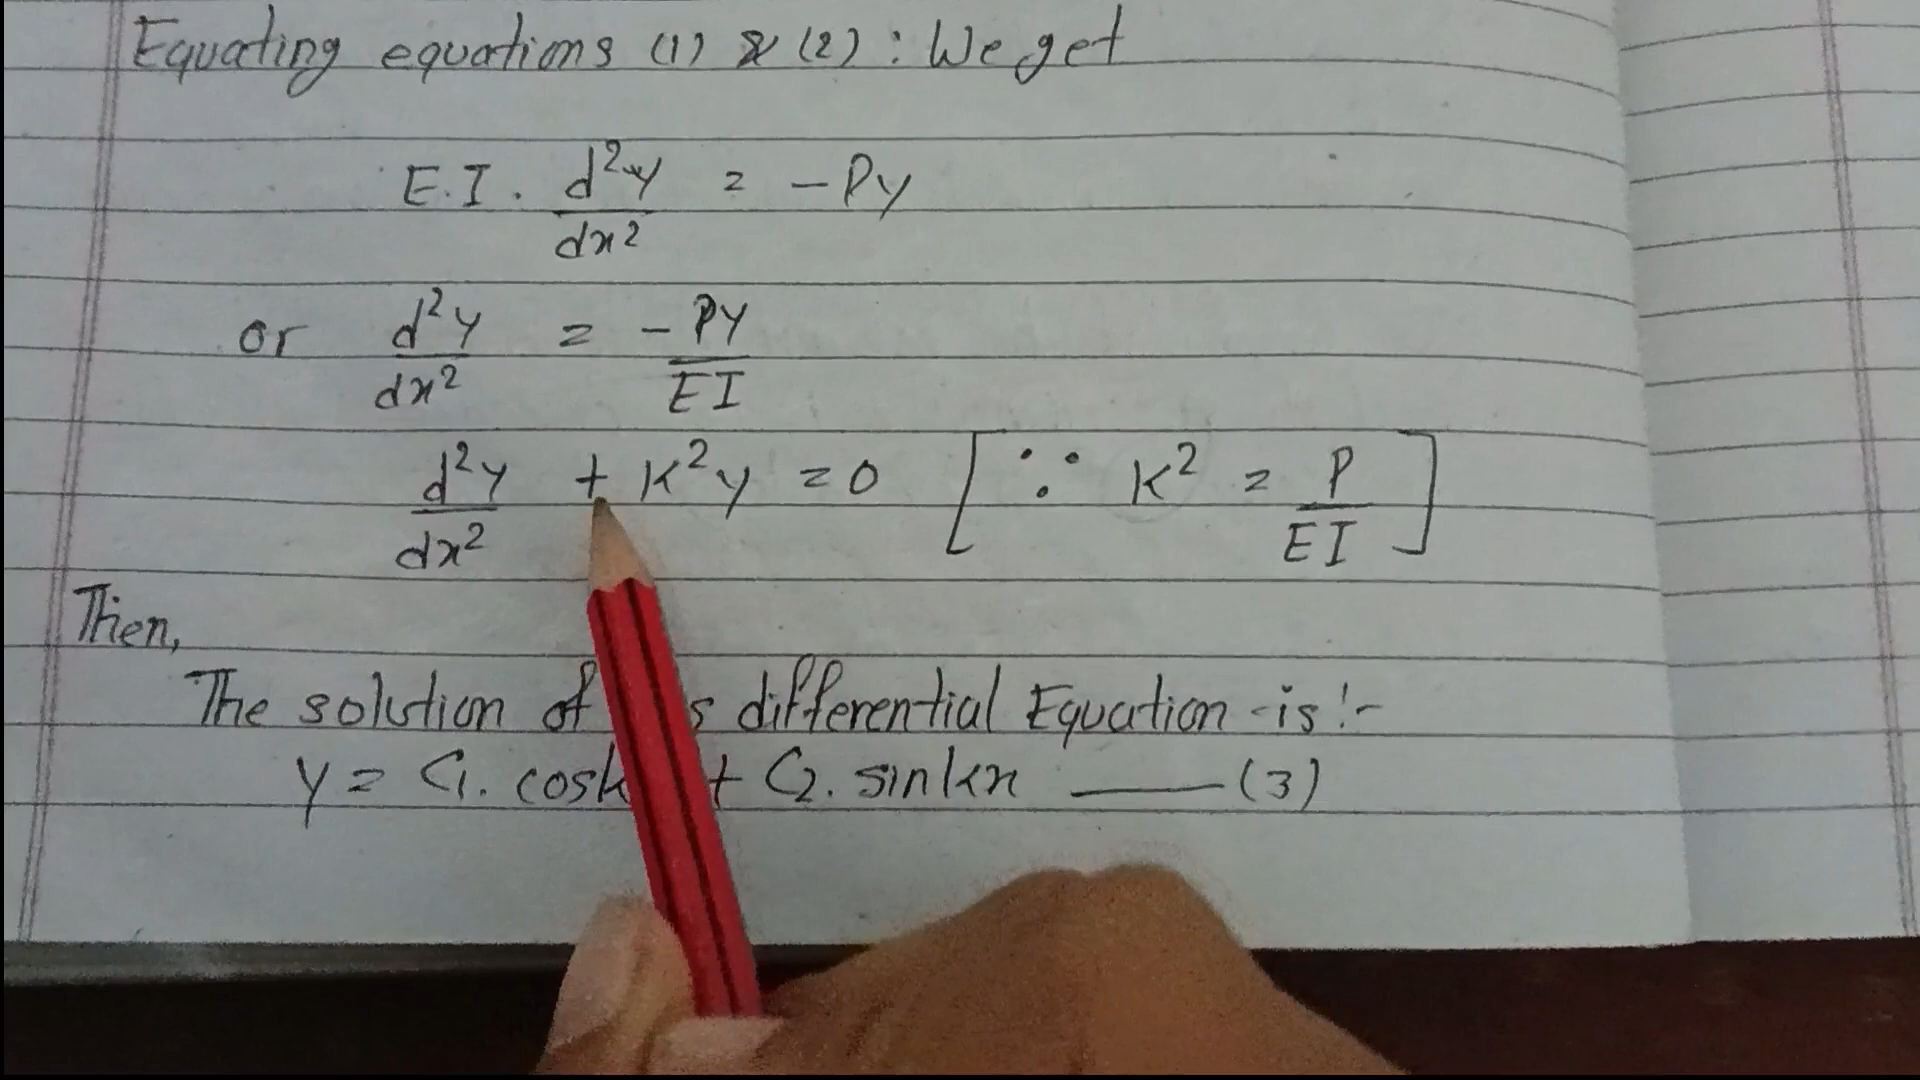 Equating equations (1) & (2) : We get
E.I. d²y/dx² = -Py
or d²y/dx² = -Py/EI
d²y/dx² + k²y = 0 [∵ k² = P/EI]
Then,
The solution of s differential Equation is :-
y = C₁. cosk + C₂. sinkx —— (3)